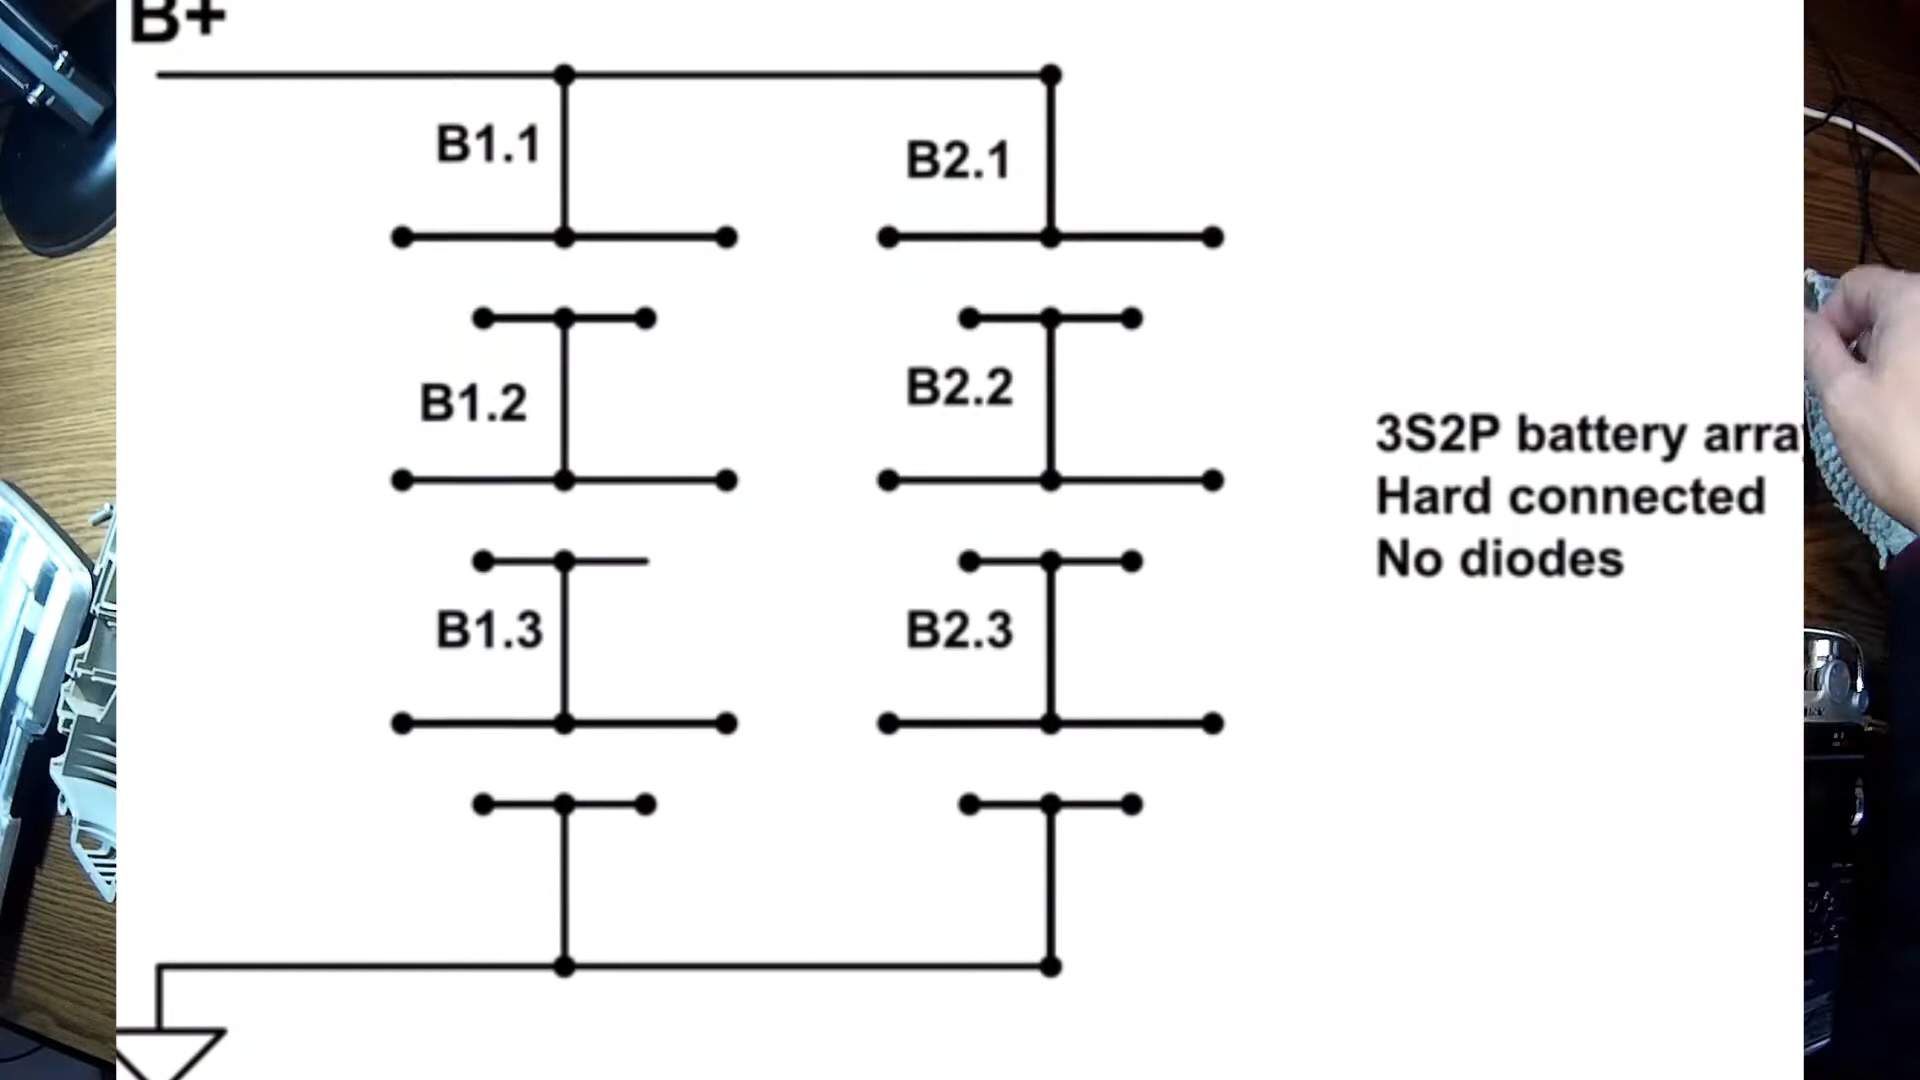 B+
B1.1
B2.1
B1.2
B2.2
3S2P battery arra
Hard connected
No diodes
B1.3
B2.3